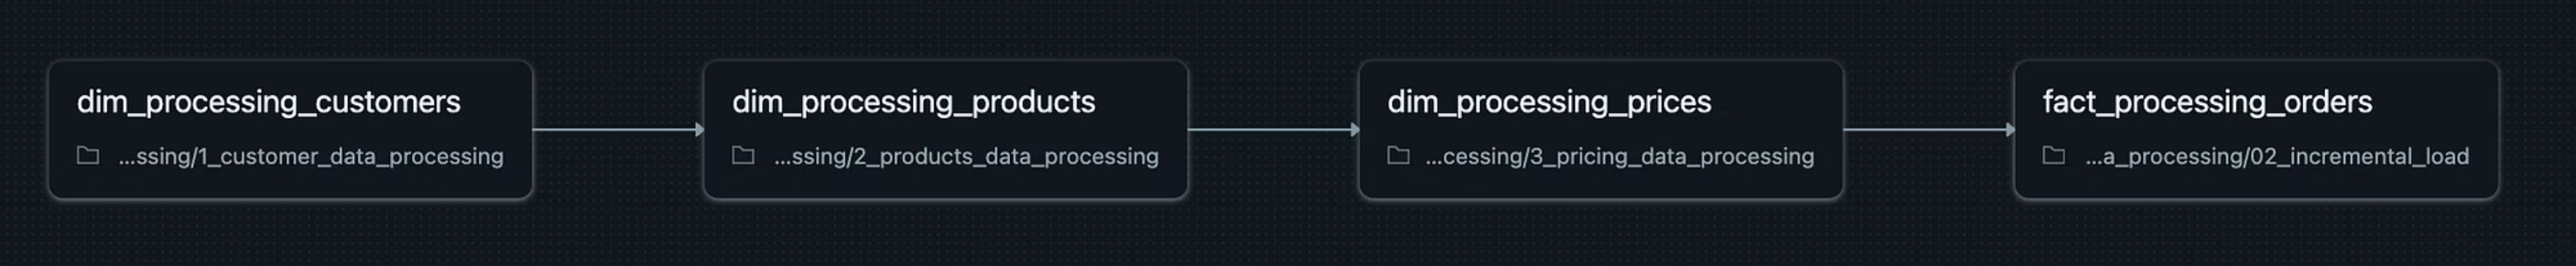 dim_processing_customers
...ssing/1_customer_data_processing
dim_processing_products
...ssing/2_products_data_processing
dim_processing_prices
...cessing/3_pricing_data_processing
fact_processing_orders
...a_processing/02_incremental_load